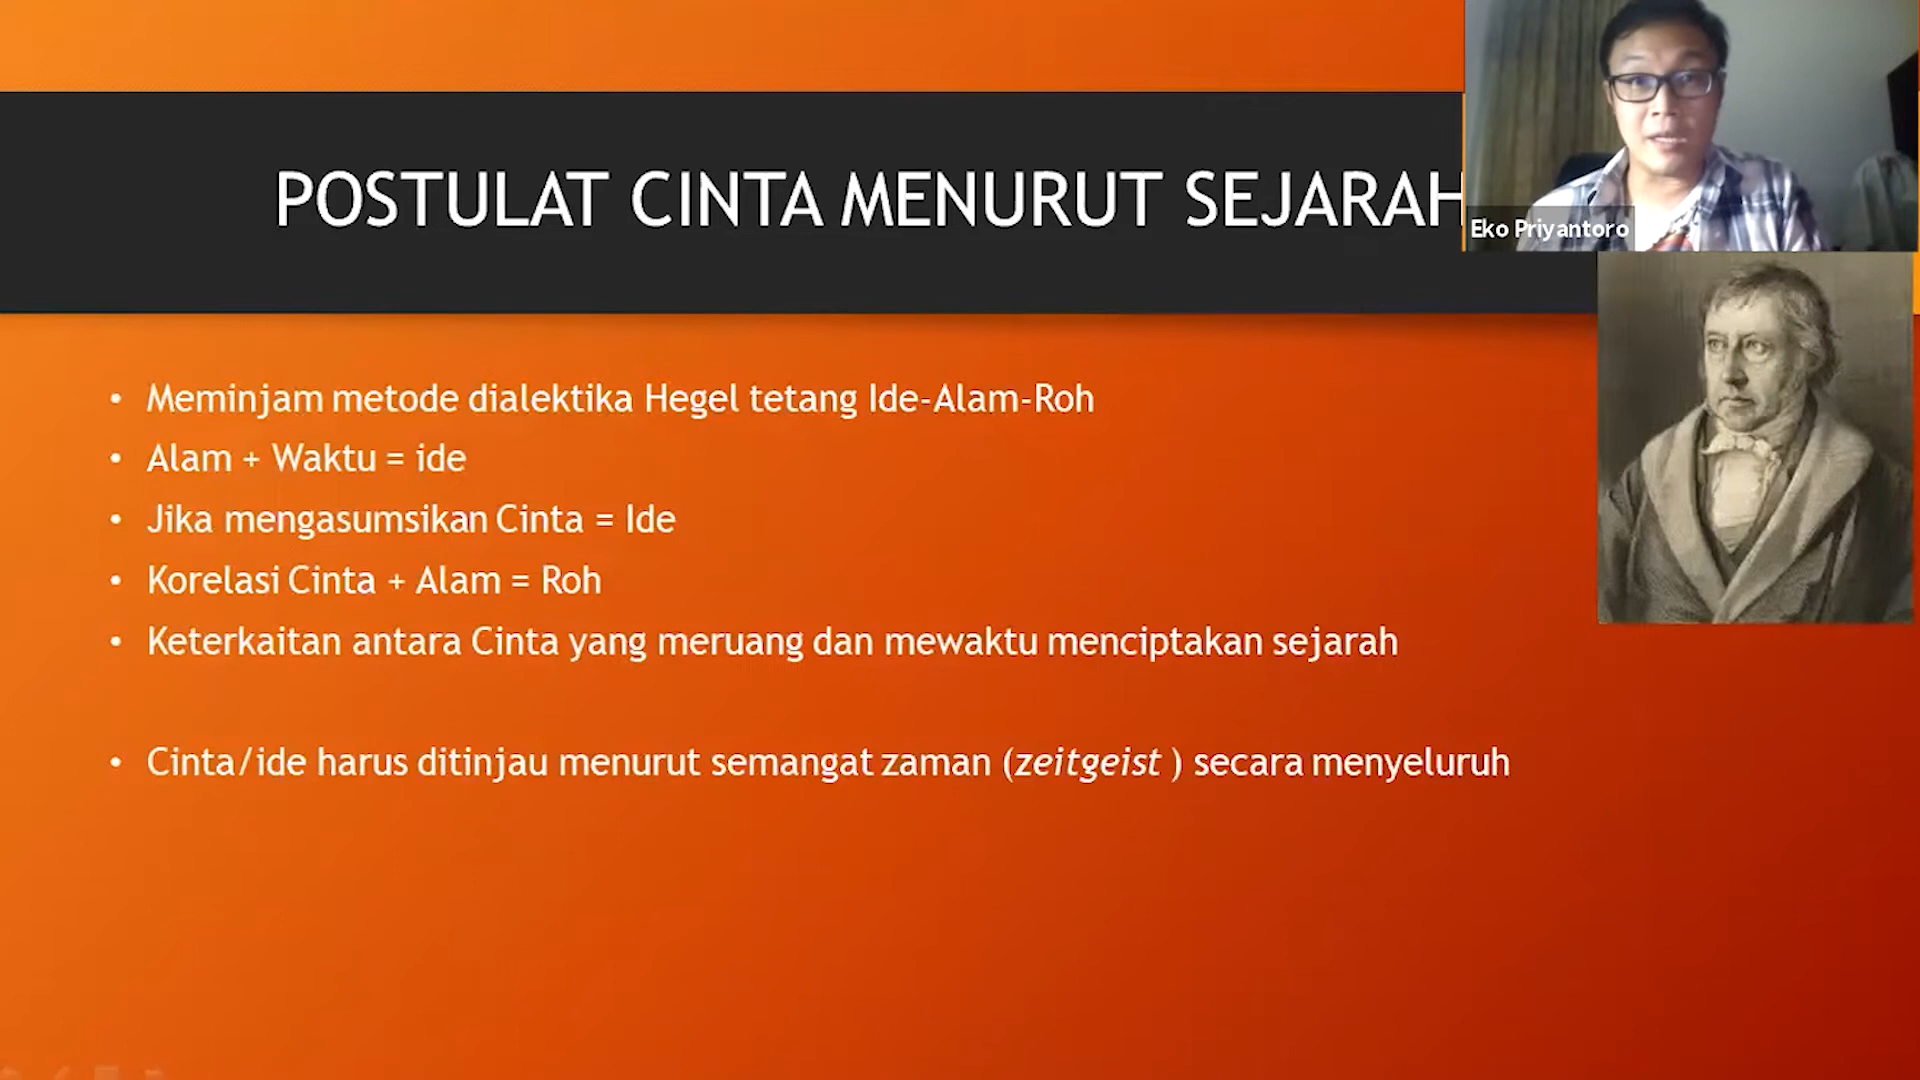 POSTULAT CINTA MENURUT SEJARAH
Eko Priyantoro
• Meminjam metode dialektika Hegel tetang Ide-Alam-Roh
• Alam + Waktu = ide
• Jika mengasumsikan Cinta = Ide
• Korelasi Cinta + Alam = Roh
• Keterkaitan antara Cinta yang meruang dan mewaktu menciptakan sejarah
• Cinta/ide harus ditinjau menurut semangat zaman (zeitgeist ) secara menyeluruh